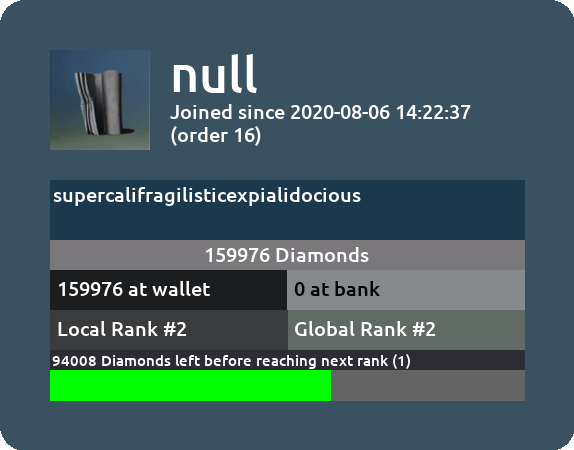 null
Joined since 2020-08-06 14:22:37
(order 16)
supercalifragilisticexpialidocious
159976 Diamonds
159976 at wallet
0 at bank
Local Rank #2
Global Rank #2
94008 Diamonds left before reaching next rank (1)